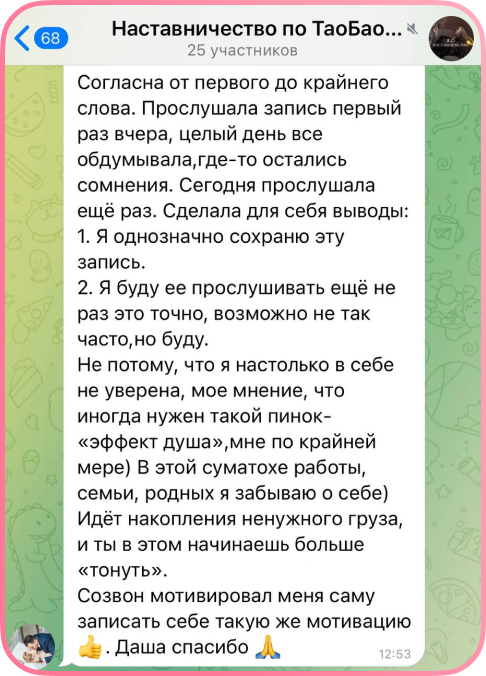 68
Наставничество по ТаоБао...
25 участников
Согласна от первого до крайнего
слова. Прослушала запись первый
раз вчера, целый день все
обдумывала,где-то остались
сомнения. Сегодня прослушала
ещё раз. Сделала для себя выводы:
1. Я однозначно сохраню эту
запись.
2. Я буду ее прослушивать ещё не
раз это точно, возможно не так
часто,но буду.
Не потому, что я настолько в себе
не уверена, мое мнение, что
иногда нужен такой пинок-
«эффект душа»,мне по крайней
мере) В этой суматохе работы,
семьи, родных я забываю о себе)
Идёт накопления ненужного груза,
и ты в этом начинаешь больше
«тонуть».
Созвон мотивировал меня саму
записать себе такую же мотивацию
👍. Даша спасибо 🙏
12:53